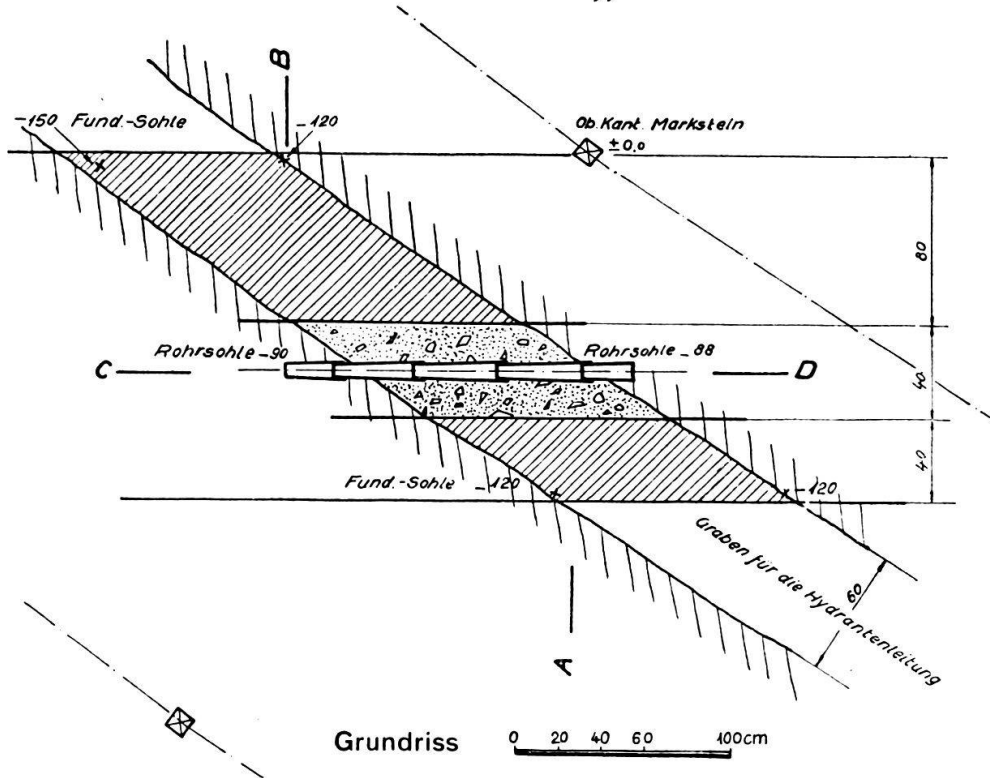 B
-150 Fund.-Sohle
-120
Ob. Kant. Markstein
± 0,0
80
Rohrsohle -90
Rohrsohle -88
C
D
40
40
Fund.-Sohle -120
-120
Graben für die Hydrantenleitung
60
A
Grundriss
0 20 40 60 100cm